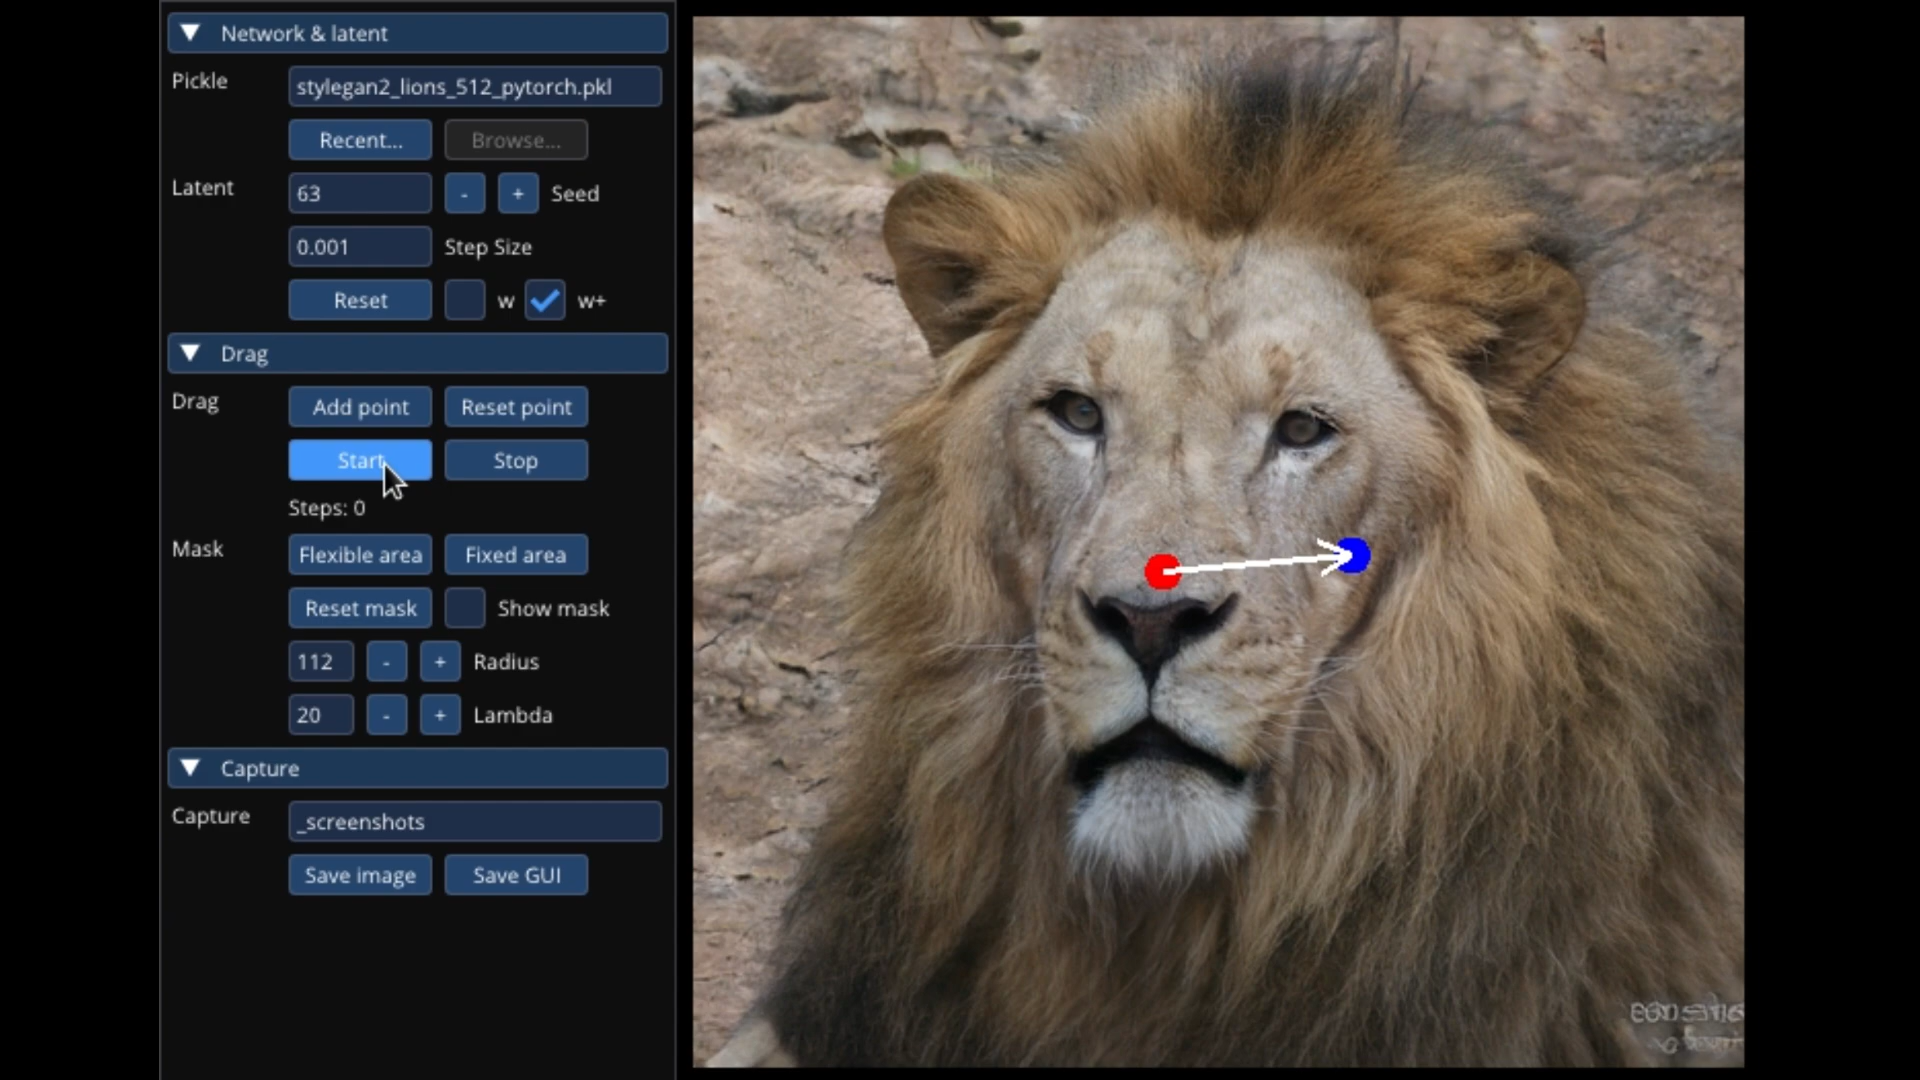 Network & latent
Pickle
stylegan2_lions_512_pytorch.pkl
Recent...
Browse...
Latent
63
-
+
Seed
0.001
Step Size
Reset
w
w+
Drag
Drag
Add point
Reset point
Start
Stop
Steps: 0
Mask
Flexible area
Fixed area
Reset mask
Show mask
112
-
+
Radius
20
-
+
Lambda
Capture
Capture
_screenshots
Save image
Save GUI